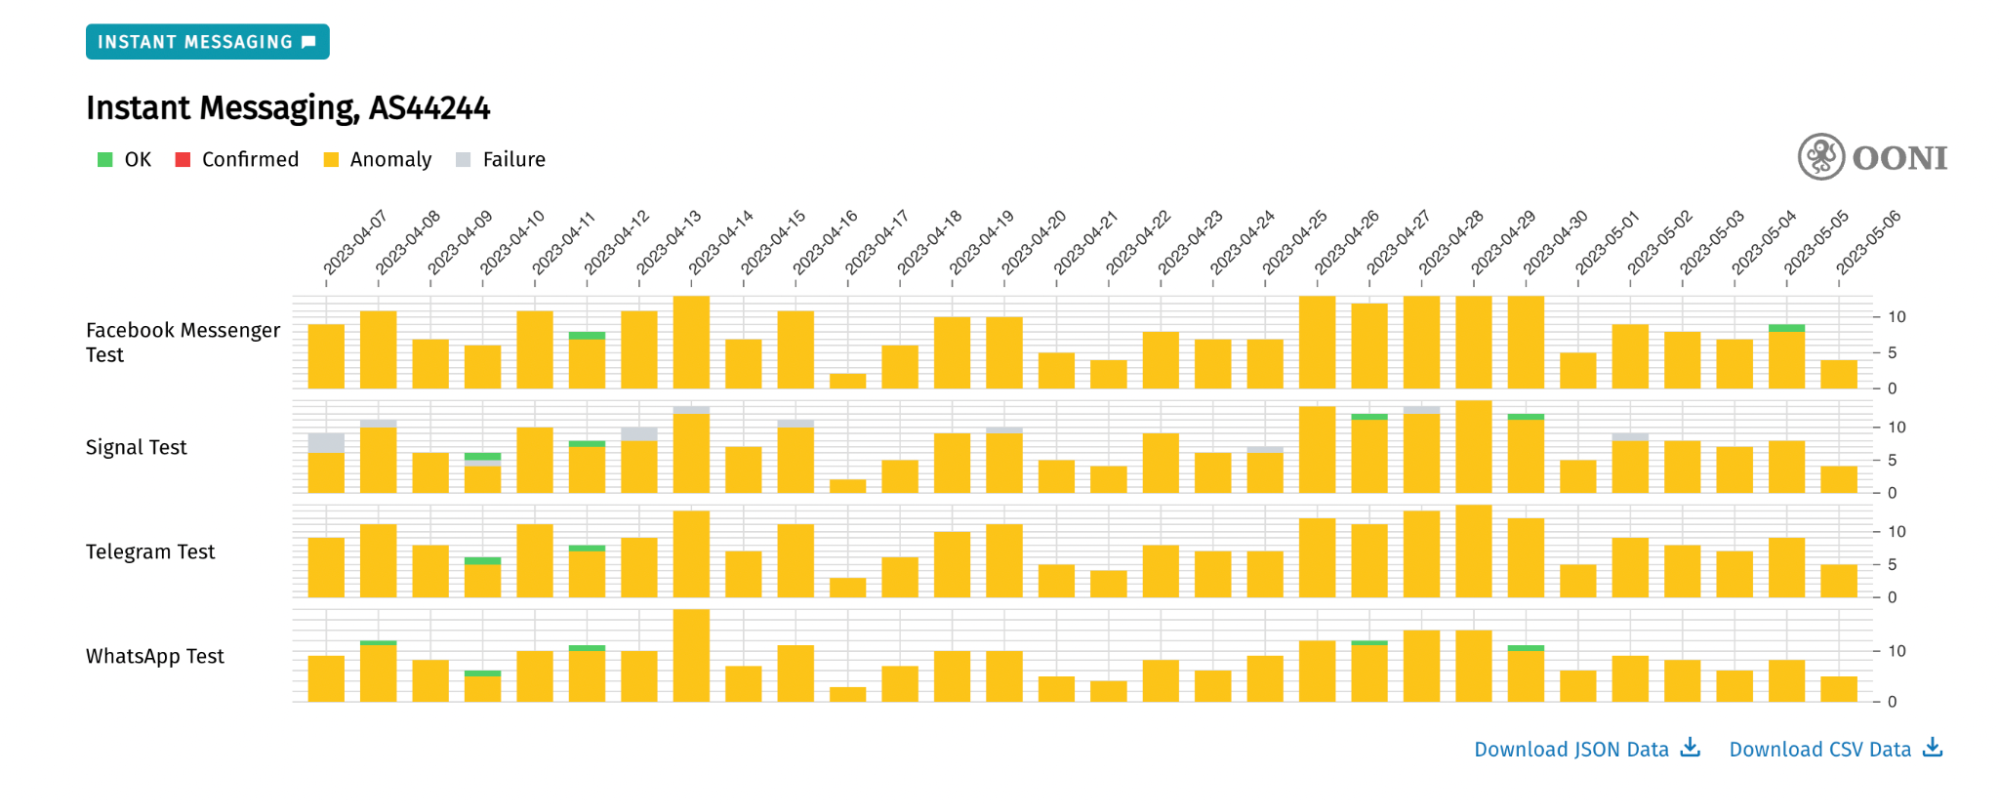 INSTANT MESSAGING
Instant Messaging, AS44244
OK Confirmed Anomaly Failure
OONI
2023-04-07 2023-04-08 2023-04-09 2023-04-10 2023-04-11 2023-04-12 2023-04-13 2023-04-14 2023-04-15 2023-04-16 2023-04-17 2023-04-18 2023-04-19 2023-04-20 2023-04-21 2023-04-22 2023-04-23 2023-04-24 2023-04-25 2023-04-26 2023-04-27 2023-04-28 2023-04-29 2023-04-30 2023-05-01 2023-05-02 2023-05-03 2023-05-04 2023-05-05 2023-05-06
Facebook Messenger
Test
10
5
0
Signal Test
10
5
0
Telegram Test
10
5
0
WhatsApp Test
10
0
Download JSON Data Download CSV Data